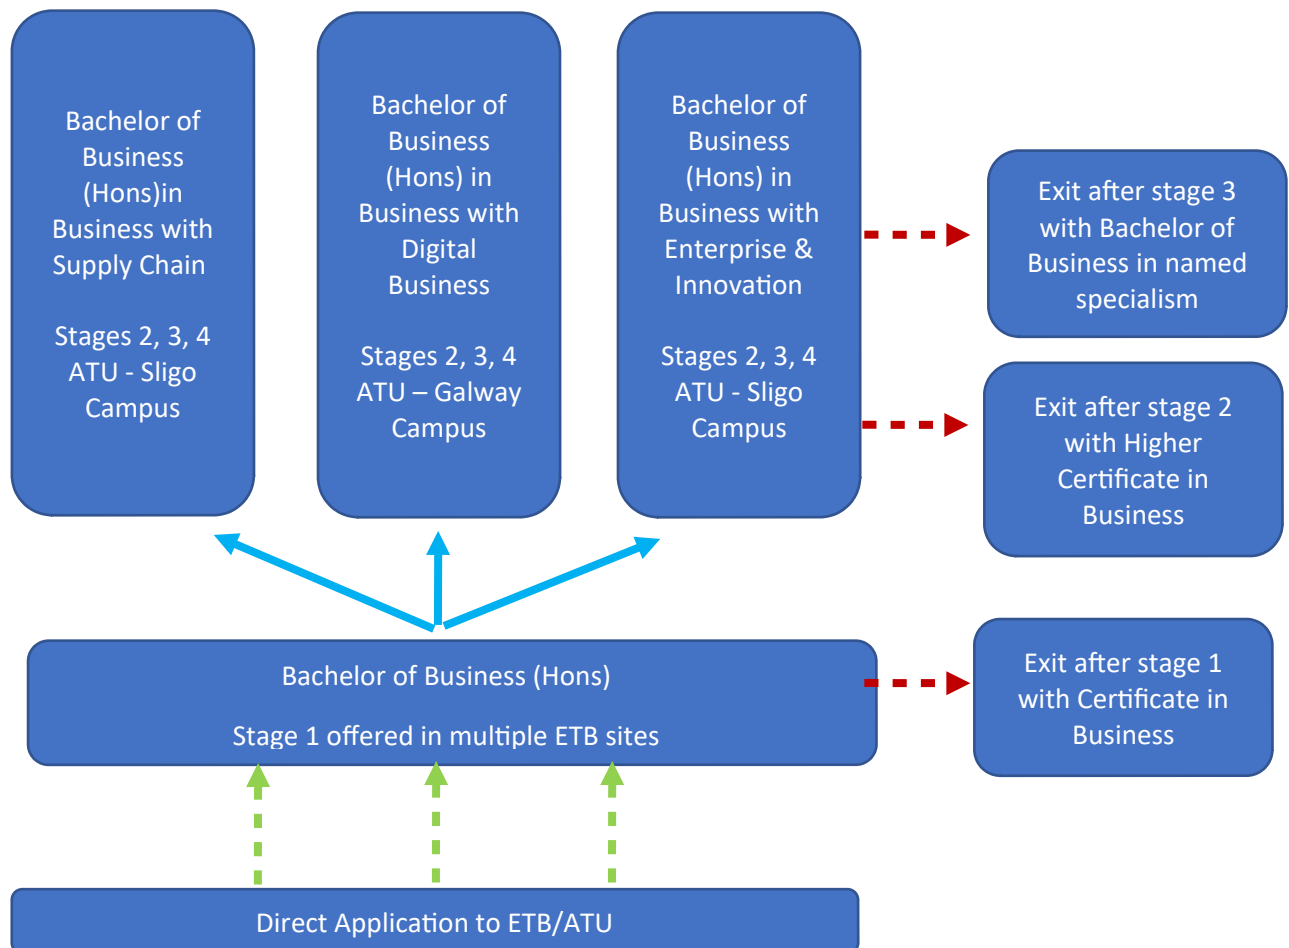 Bachelor of
Business
(Hons)in
Business with
Supply Chain
Stages 2, 3, 4
ATU - Sligo
Campus
Bachelor of
Business
(Hons) in
Business with
Digital
Business
Stages 2, 3, 4
ATU – Galway
Campus
Bachelor of
Business
(Hons) in
Business with
Enterprise &
Innovation
Stages 2, 3, 4
ATU - Sligo
Campus
Exit after stage 3
with Bachelor of
Business in named
specialism
Exit after stage 2
with Higher
Certificate in
Business
Bachelor of Business (Hons)
Stage 1 offered in multiple ETB sites
Exit after stage 1
with Certificate in
Business
Direct Application to ETB/ATU